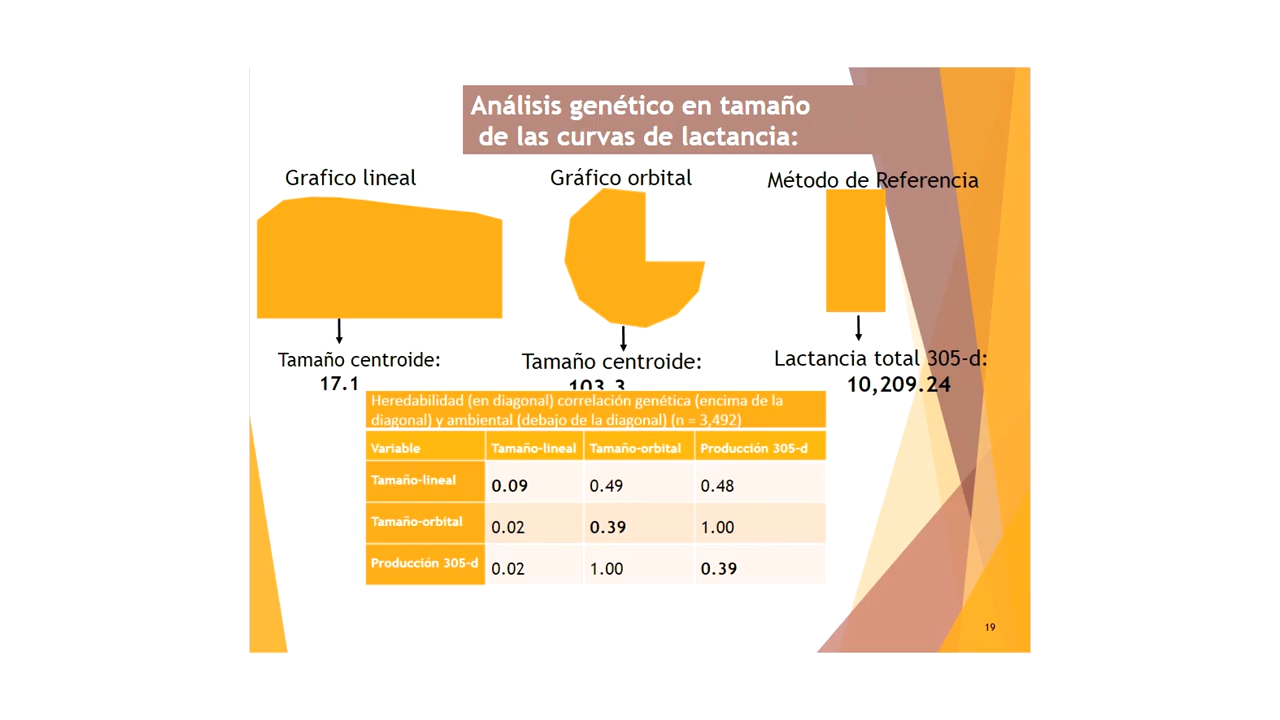 Análisis genético en tamaño
de las curvas de lactancia:
Grafico lineal
Gráfico orbital
Método de Referencia
Tamaño centroide:
17.1
Tamaño centroide:
103.3
Lactancia total 305-d:
10,209.24
Heredabilidad (en diagonal) correlación genética (encima de la
diagonal) y ambiental (debajo de la diagonal) (n = 3,492)
Variable Tamaño-lineal Tamaño-orbital Producción 305-d
Tamaño-lineal 0.09 0.49 0.48
Tamaño-orbital 0.02 0.39 1.00
Producción 305-d 0.02 1.00 0.39
19